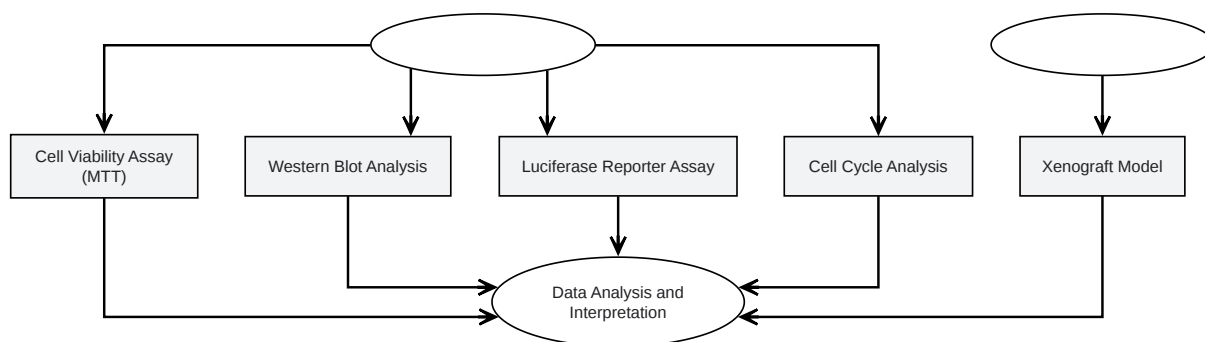 Cell Viability Assay
(MTT)
Western Blot Analysis
Luciferase Reporter Assay
Cell Cycle Analysis
Xenograft Model
Data Analysis and
Interpretation